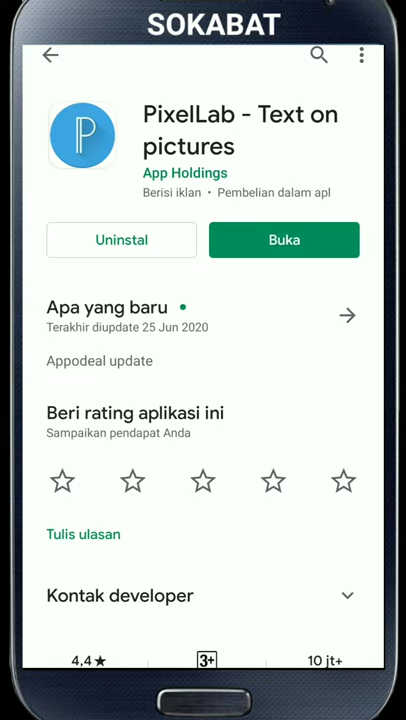 SOKABAT
PixelLab - Text on
pictures
App Holdings
Berisi iklan • Pembelian dalam apl
Uninstal
Buka
Apa yang baru
Terakhir diupdate 25 Jun 2020
Appodeal update
Beri rating aplikasi ini
Sampaikan pendapat Anda
Tulis ulasan
Kontak developer
4,4★
3+
10 jt+